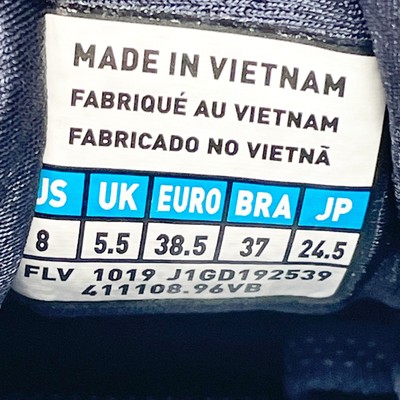 MADE IN VIETNAM
FABRIQUÉ AU VIETNAM
FABRICADO NO VIETNÃ
US UK EURO BRA JP
8 5.5 38.5 37 24.5
FLV 1019 J1GD192539
411108.96VB